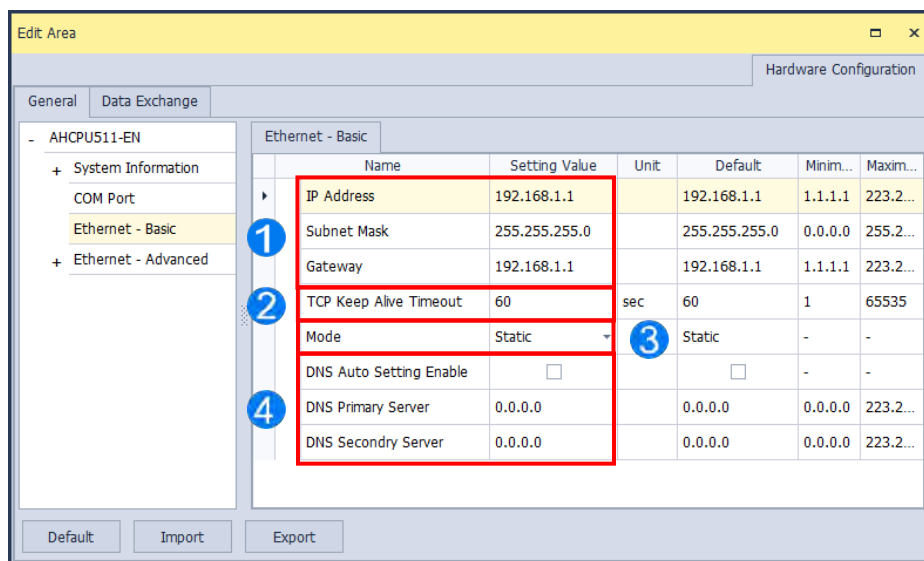 Edit Area
Hardware Configuration
General Data Exchange
- AHCPU511-EN
+ System Information
COM Port
Ethernet - Basic
+ Ethernet - Advanced
Ethernet - Basic
Name Setting Value Unit Default Minim... Maxim...
1 IP Address 192.168.1.1 192.168.1.1 1.1.1.1 223.2...
Subnet Mask 255.255.255.0 255.255.255.0 0.0.0.0 255.2...
Gateway 192.168.1.1 192.168.1.1 1.1.1.1 223.2...
2 TCP Keep Alive Timeout 60 sec 60 1 65535
Mode Static 3 Static - -
4 DNS Auto Setting Enable - -
DNS Primary Server 0.0.0.0 0.0.0.0 0.0.0.0 223.2...
DNS Secondry Server 0.0.0.0 0.0.0.0 0.0.0.0 223.2...
Default Import Export